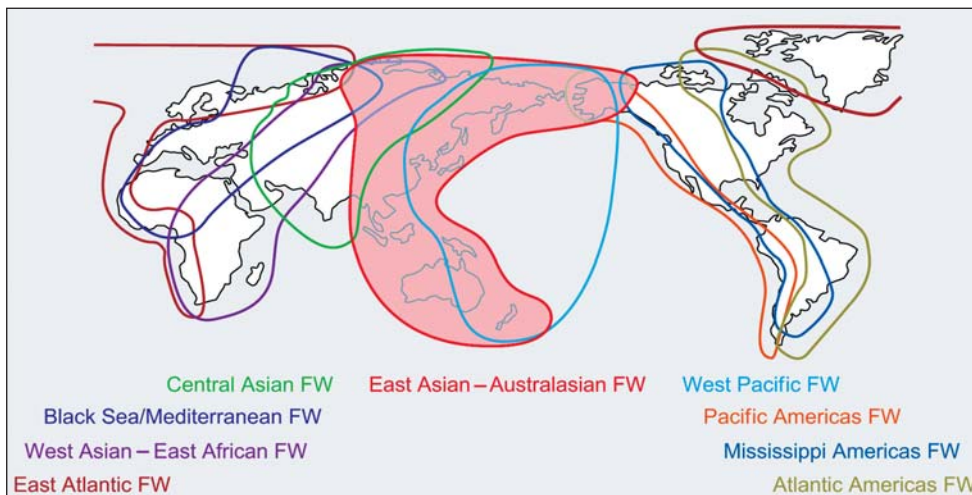 Central Asian FW
East Asian – Australasian FW
West Pacific FW
Black Sea/Mediterranean FW
Pacific Americas FW
West Asian – East African FW
Mississippi Americas FW
East Atlantic FW
Atlantic Americas FW